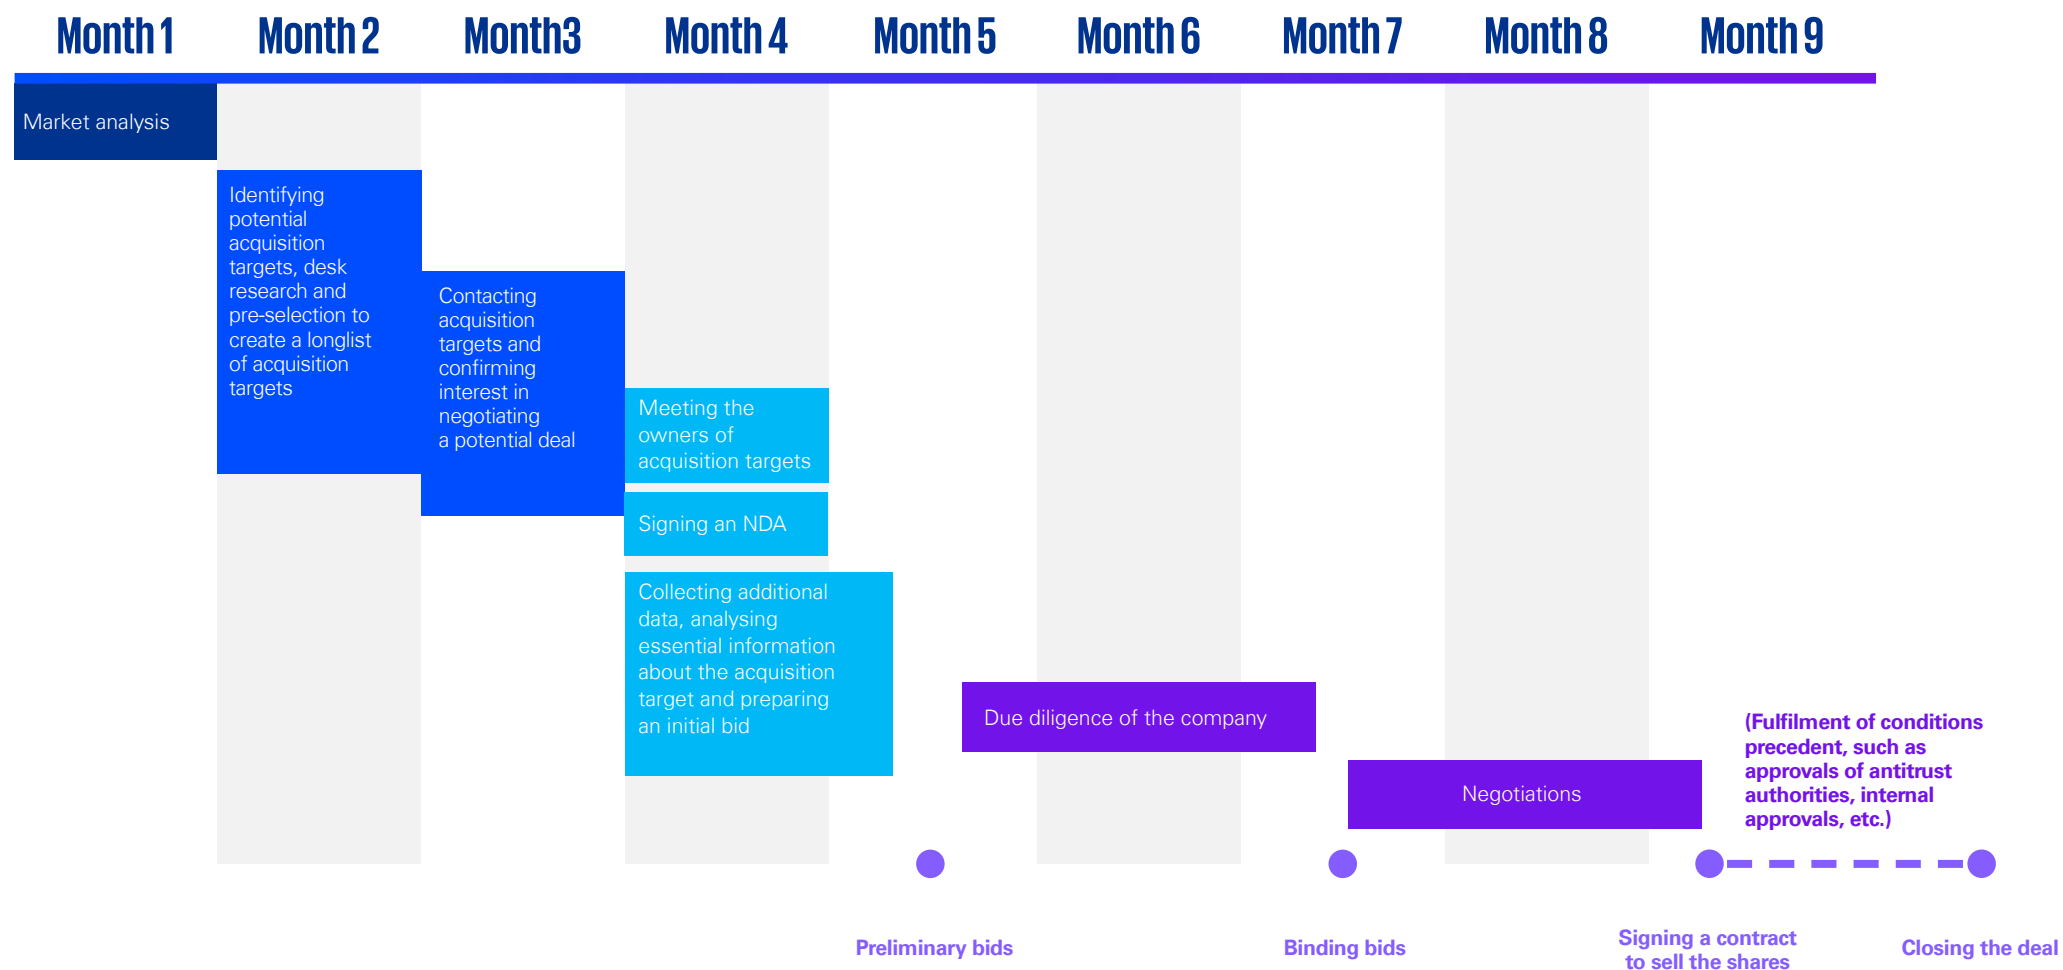 Month 1
Month 2
Month3
Month 4
Month 5
Month 6
Month 7
Month 8
Month 9
Market analysis
Identifying
potential
acquisition
targets, desk
research and
pre-selection to
create a longlist
of acquisition
targets
Contacting
acquisition
targets and
confirming
interest in
negotiating
a potential deal
Meeting the
owners of
acquisition targets
Signing an NDA
Collecting additional
data, analysing
essential information
about the acquisition
target and preparing
an initial bid
Due diligence of the company
Negotiations
(Fulfilment of conditions
precedent, such as
approvals of antitrust
authorities, internal
approvals, etc.)
Preliminary bids
Binding bids
Signing a contract
to sell the shares
Closing the deal